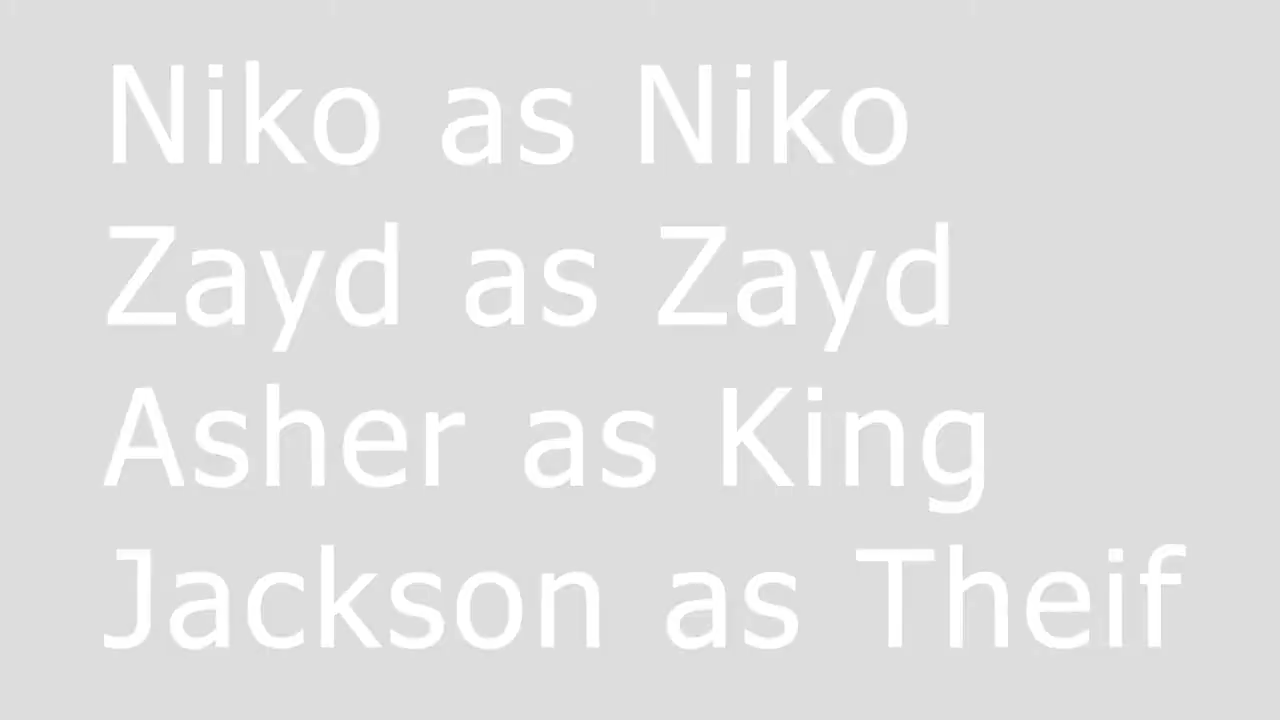 Niko as Niko
Zayd as Zayd
Asher as King
Jackson as Theif